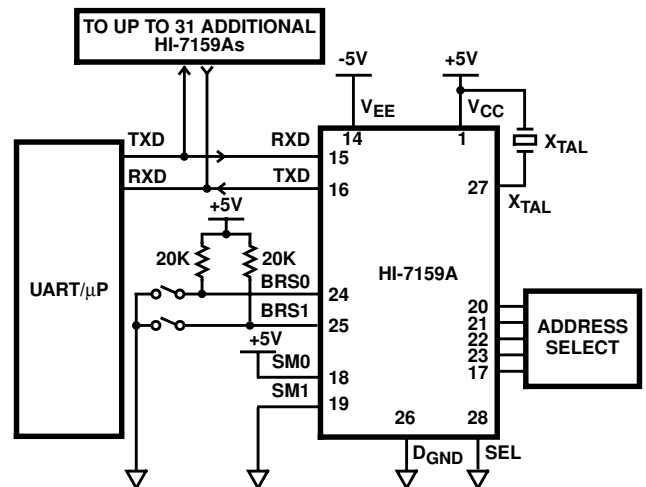 TO UP TO 31 ADDITIONAL
HI-7159As
-5V
+5V
VEE
VCC
14
1
XTAL
TXD
RXD
15
RXD
TXD
16
27
XTAL
+5V
20K
20K
HI-7159A
UART/µP
BRS0
24
BRS1
25
20
21
22
23
17
ADDRESS
SELECT
+5V
SM0
18
SM1
19
26
28
DGND
SEL